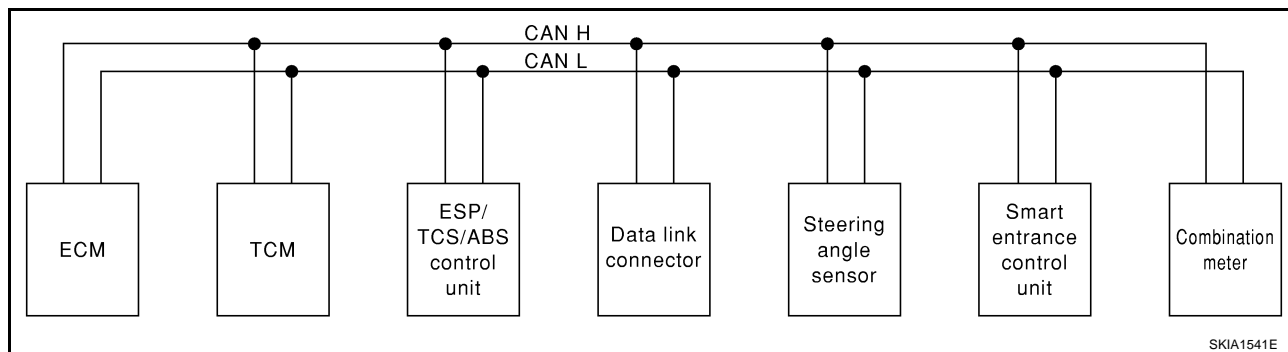 CAN H
CAN L
ECM
TCM
ESP/
TCS/ABS
control
unit
Data link
connector
Steering
angle
sensor
Smart
entrance
control
unit
Combination
meter
SKIA1541E